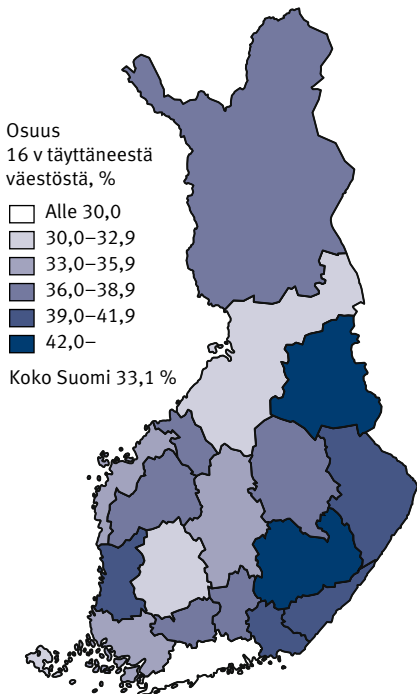 Osuus
16 v täyttäneestä
väestöstä, %
Alle 30,0
30,0–32,9
33,0–35,9
36,0–38,9
39,0–41,9
42,0–
Koko Suomi 33,1 %